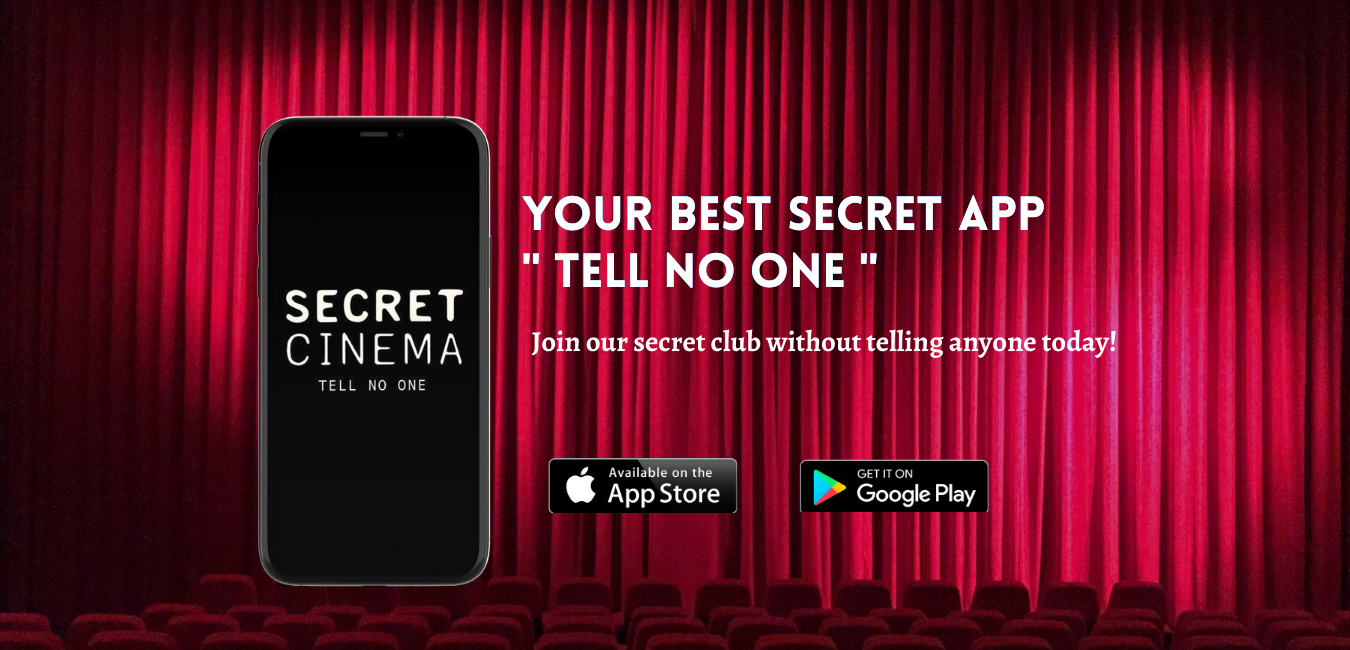 SECRET
CINEMA
TELL NO ONE
YOUR BEST SECRET APP
" TELL NO ONE "
Join our secret club without telling anyone today!
Available on the
App Store
GET IT ON
Google Play